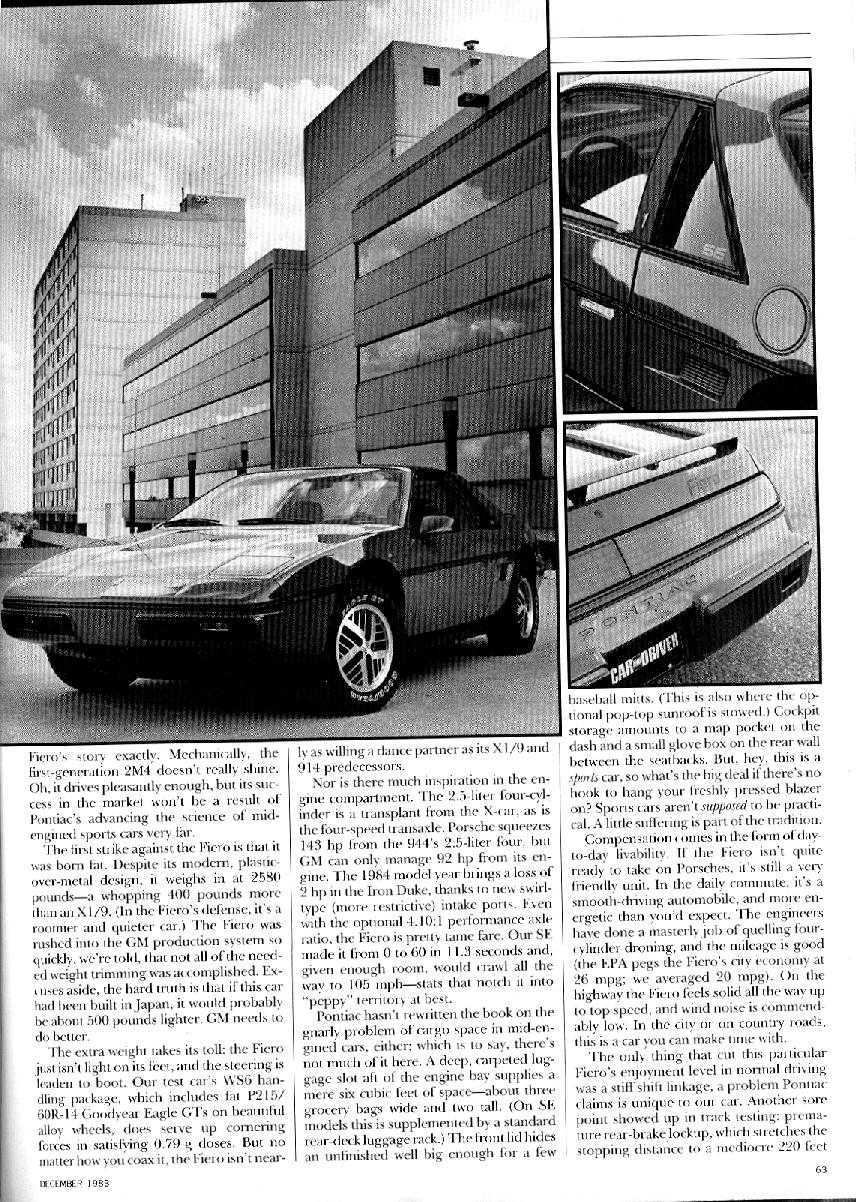 SE
Fiero
PONTIAC
CAR AND DRIVER
Fiero's story exactly. Mechanically, the
first-generation 2M4 doesn't really shine.
Oh, it drives pleasantly enough, but its suc-
cess in the market won't be a result of
Pontiac's advancing the science of mid-
engined sports cars very far.
The first strike against the Fiero is that it
was born fat. Despite its modern, plastic-
over-metal design, it weighs in at 2580
pounds—a whopping 400 pounds more
than an X1/9. (In the Fiero's defense, it's a
roomier and quieter car.) The Fiero was
rushed into the GM production system so
quickly, we're told, that not all of the need-
ed weight trimming was accomplished. Ex-
cuses aside, the hard truth is that if this car
had been built in Japan, it would probably
be about 500 pounds lighter. GM needs to
do better.
The extra weight takes its toll: the Fiero
just isn't light on its feet, and the steering is
leaden to boot. Our test car's WS6 han-
dling package, which includes fat P215/
60R-14 Goodyear Eagle GTs on beautiful
alloy wheels, does serve up cornering
forces in satisfying 0.79 g doses. But no
matter how you coax it, the Fiero isn't near-
ly as willing a dance partner as its X1/9 and
914 predecessors.
Nor is there much inspiration in the en-
gine compartment. The 2.5-liter four-cyl-
inder is a transplant from the X-car, as is
the four-speed transaxle. Porsche squeezes
143 hp from the 944's 2.5-liter four, but
GM can only manage 92 hp from its en-
gine. The 1984 model year brings a loss of
2 hp in the Iron Duke, thanks to new swirl-
type (more restrictive) intake ports. Even
with the optional 4.10:1 performance axle
ratio, the Fiero is pretty tame fare. Our SE
made it from 0 to 60 in 11.3 seconds and,
given enough room, would crawl all the
way to 105 mph—stats that notch it into
"peppy" territory at best.
Pontiac hasn't rewritten the book on the
gnarly problem of cargo space in mid-en-
gined cars, either; which is to say, there's
not much of it here. A deep, carpeted lug-
gage slot aft of the engine bay supplies a
mere six cubic feet of space—about three
grocery bags wide and two tall. (On SE
models this is supplemented by a standard
rear-deck luggage rack.) The front lid hides
an unfinished well big enough for a few
baseball mitts. (This is also where the op-
tional pop-top sunroof is stowed.) Cockpit
storage amounts to a map pocket on the
dash and a small glove box on the rear wall
between the seatbacks. But, hey, this is a
sports car, so what's the big deal if there's no
hook to hang your freshly pressed blazer
on? Sports cars aren't supposed to be practi-
cal. A little suffering is part of the tradition.
Compensation comes in the form of day-
to-day livability. If the Fiero isn't quite
ready to take on Porsches, it's still a very
friendly unit. In the daily commute, it's a
smooth-driving automobile, and more en-
ergetic than you'd expect. The engineers
have done a masterly job of quelling four-
cylinder droning, and the mileage is good
(the EPA pegs the Fiero's city economy at
26 mpg; we averaged 20 mpg). On the
highway the Fiero feels solid all the way up
to top speed, and wind noise is commend-
ably low. In the city or on country roads,
this is a car you can make time with.
The only thing that cut this particular
Fiero's enjoyment level in normal driving
was a stiff shift linkage, a problem Pontiac
claims is unique to our car. Another sore
point showed up in track testing: prema-
ture rear-brake lockup, which stretches the
stopping distance to a mediocre 220 feet
DECEMBER 1983
63